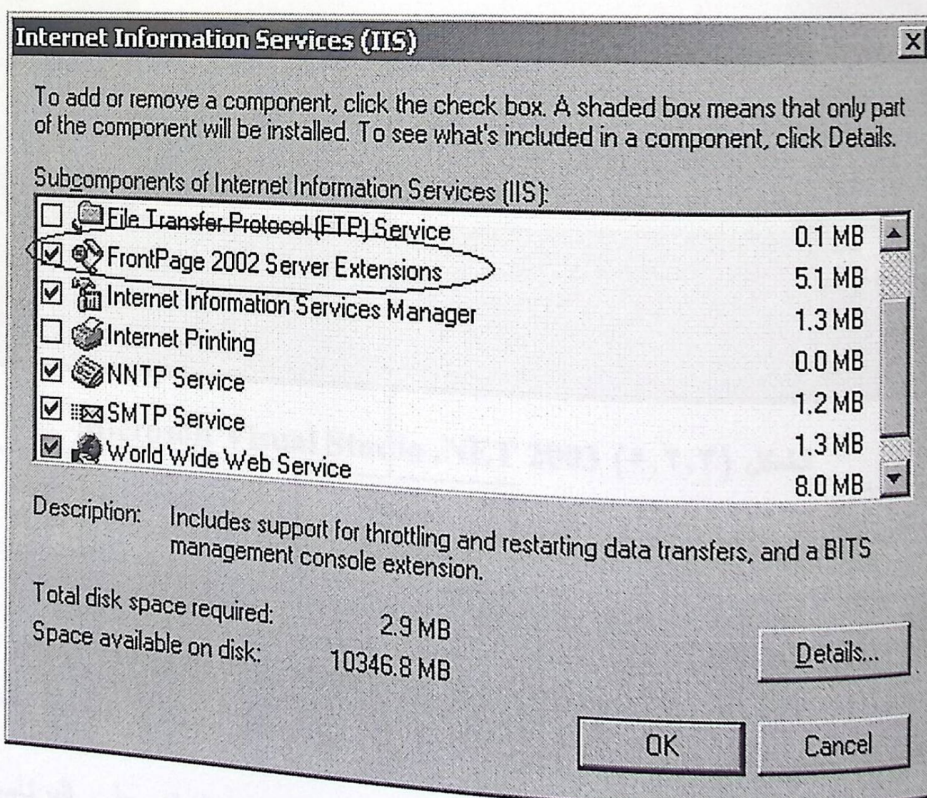 Internet Information Services (IIS)
To add or remove a component, click the check box. A shaded box means that only part
of the component will be installed. To see what's included in a component, click Details.
Subcomponents of Internet Information Services (IIS):
File Transfer Protocol (FTP) Service 0.1 MB
FrontPage 2002 Server Extensions 5.1 MB
Internet Information Services Manager 1.3 MB
Internet Printing 0.0 MB
NNTP Service 1.2 MB
SMTP Service 1.3 MB
World Wide Web Service 8.0 MB
Description: Includes support for throttling and restarting data transfers, and a BITS
management console extension.
Total disk space required: 2.9 MB
Space available on disk: 10346.8 MB
Details...
OK Cancel